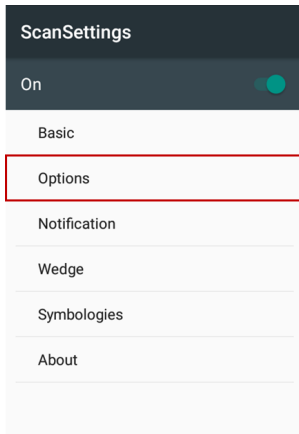 ScanSettings
On
Basic
Options
Notification
Wedge
Symbologies
About